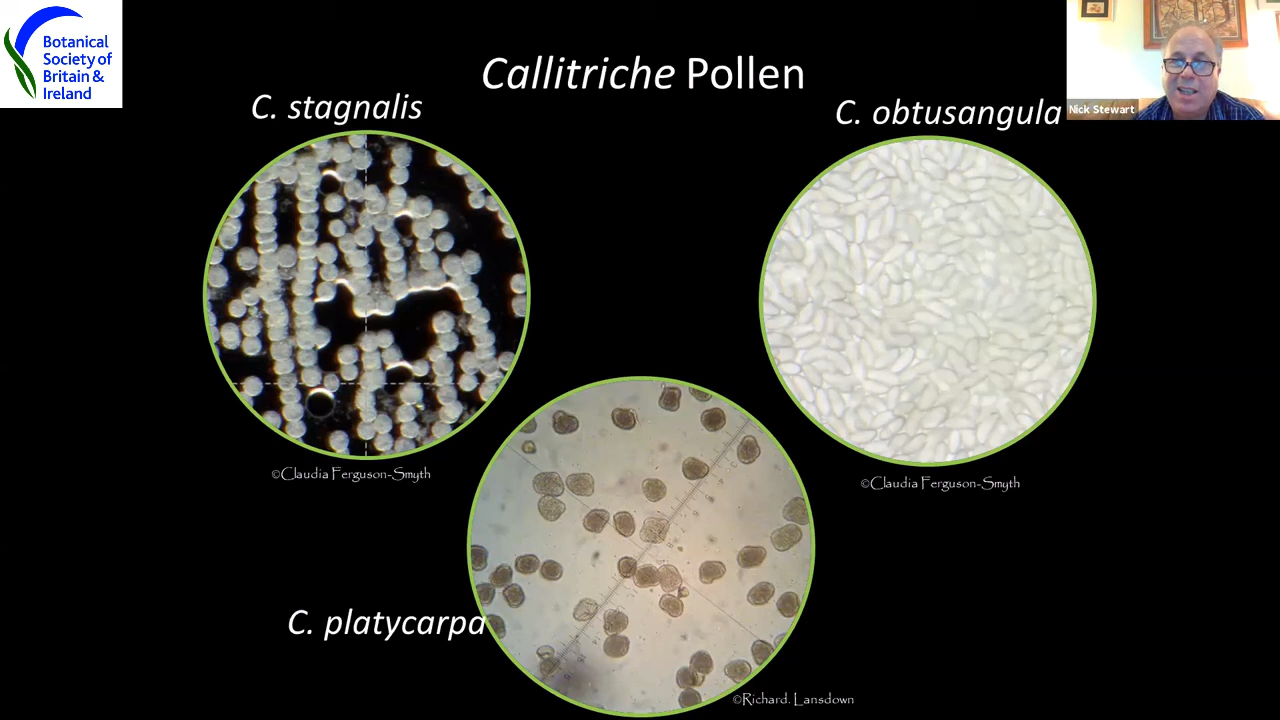 Botanical
Society of
Britain &
Ireland
Callitriche Pollen
C. stagnalis
C. obtusangula
Nick Stewart
©Claudia Ferguson-Smyth
©Claudia Ferguson-Smyth
C. platycarpa
©Richard. Lansdown